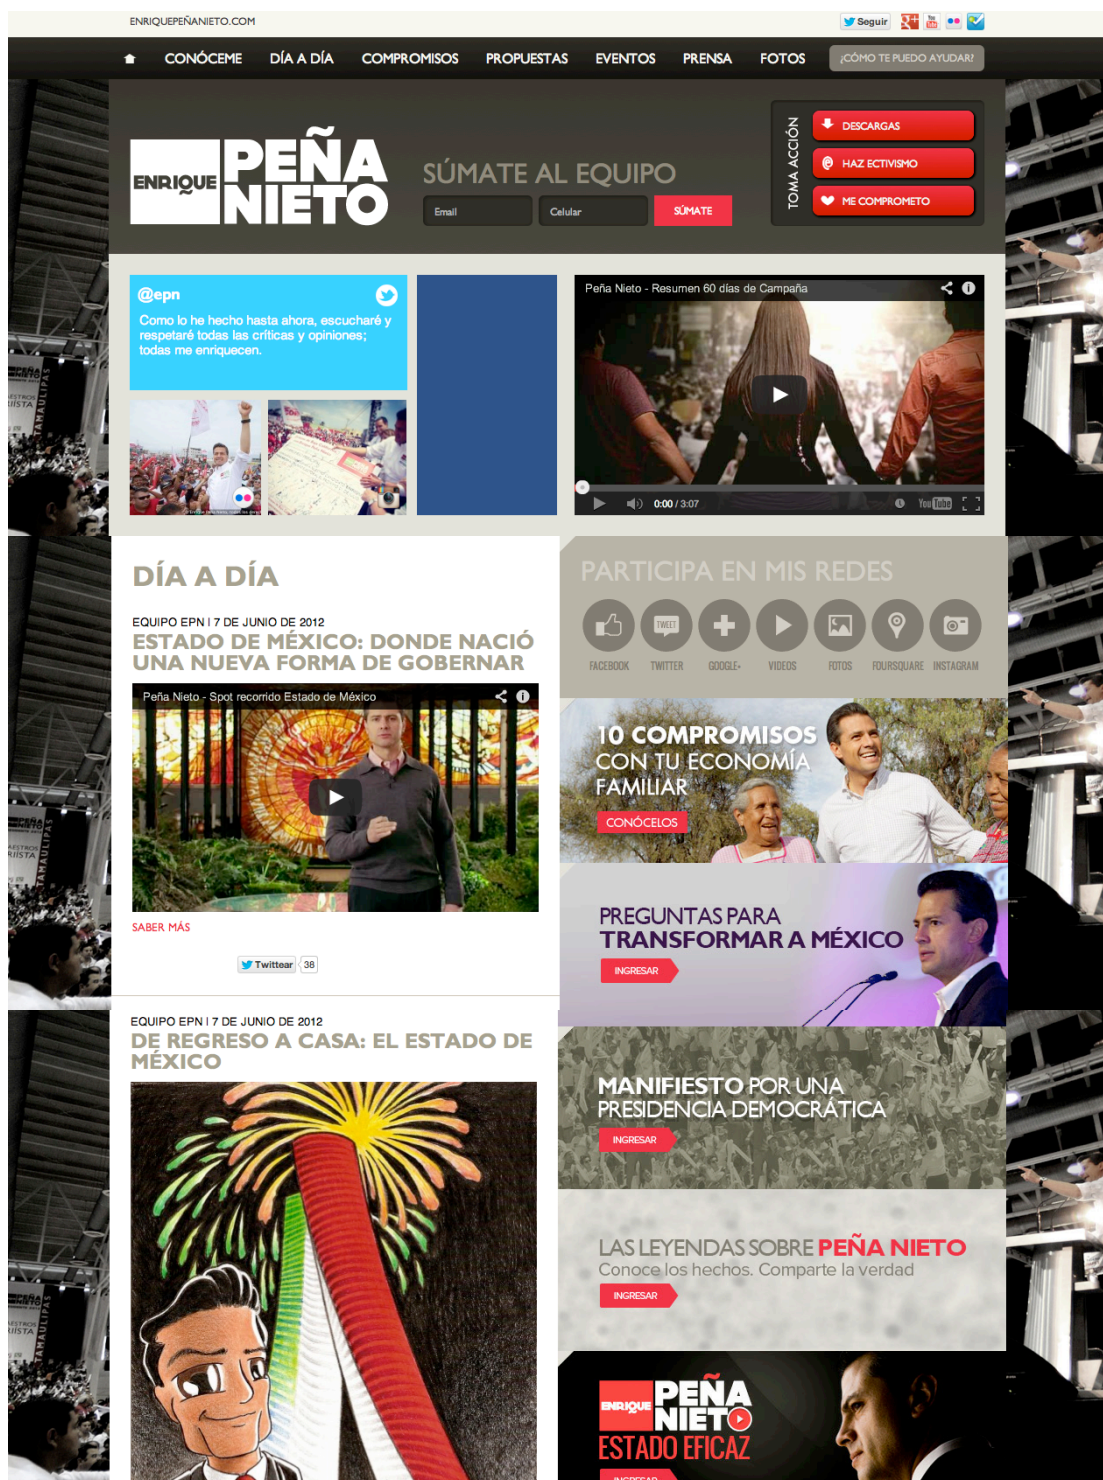 ENRIQUEPEÑANIETO.COM
Seguir
CONÓCEME DÍA A DÍA COMPROMISOS PROPUESTAS EVENTOS PRENSA FOTOS ¿CÓMO TE PUEDO AYUDAR?
ENRIQUE PEÑA
NIETO
SÚMATE AL EQUIPO
Email Celular SÚMATE
TOMA ACCIÓN
DESCARGAS
HAZ ECTIVISMO
ME COMPROMETO
@epn
Como lo he hecho hasta ahora, escucharé y
respetaré todas las críticas y opiniones;
todas me enriquecen.
Peña Nieto - Resumen 60 días de Campaña
0:00 / 3:07
YouTube
DÍA A DÍA
EQUIPO EPN | 7 DE JUNIO DE 2012
ESTADO DE MÉXICO: DONDE NACIÓ
UNA NUEVA FORMA DE GOBERNAR
Peña Nieto - Spot recorrido Estado de México
SABER MÁS
Twittear 38
EQUIPO EPN | 7 DE JUNIO DE 2012
DE REGRESO A CASA: EL ESTADO DE
MÉXICO
PARTICIPA EN MIS REDES
TWEET
FACEBOOK TWITTER GOOGLE+ VIDEOS FOTOS FOURSQUARE INSTAGRAM
10 COMPROMISOS
CON TU ECONOMÍA
FAMILIAR
CONÓCELOS
PREGUNTAS PARA
TRANSFORMAR A MÉXICO
INGRESAR
MANIFIESTO POR UNA
PRESIDENCIA DEMOCRÁTICA
INGRESAR
LAS LEYENDAS SOBRE PEÑA NIETO
Conoce los hechos. Comparte la verdad
INGRESAR
ENRIQUE PEÑA
NIETO
ESTADO EFICAZ
INGRESAR
TAMAULIPAS